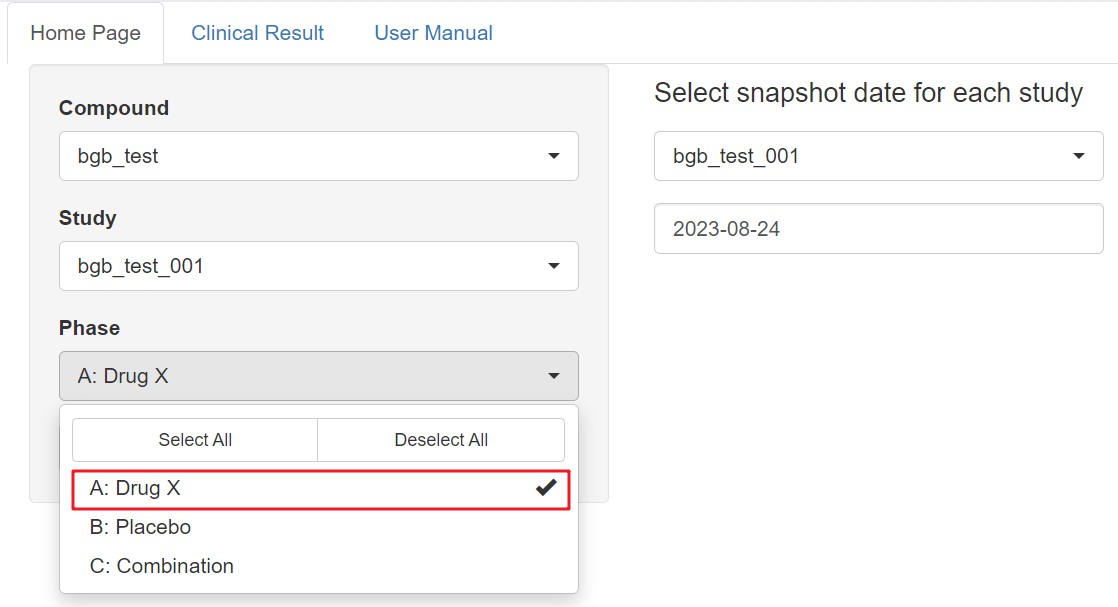 Home Page Clinical Result User Manual
Compound
bgb_test
Study
bgb_test_001
Phase
A: Drug X
Select All Deselect All
A: Drug X
B: Placebo
C: Combination
Select snapshot date for each study
bgb_test_001
2023-08-24